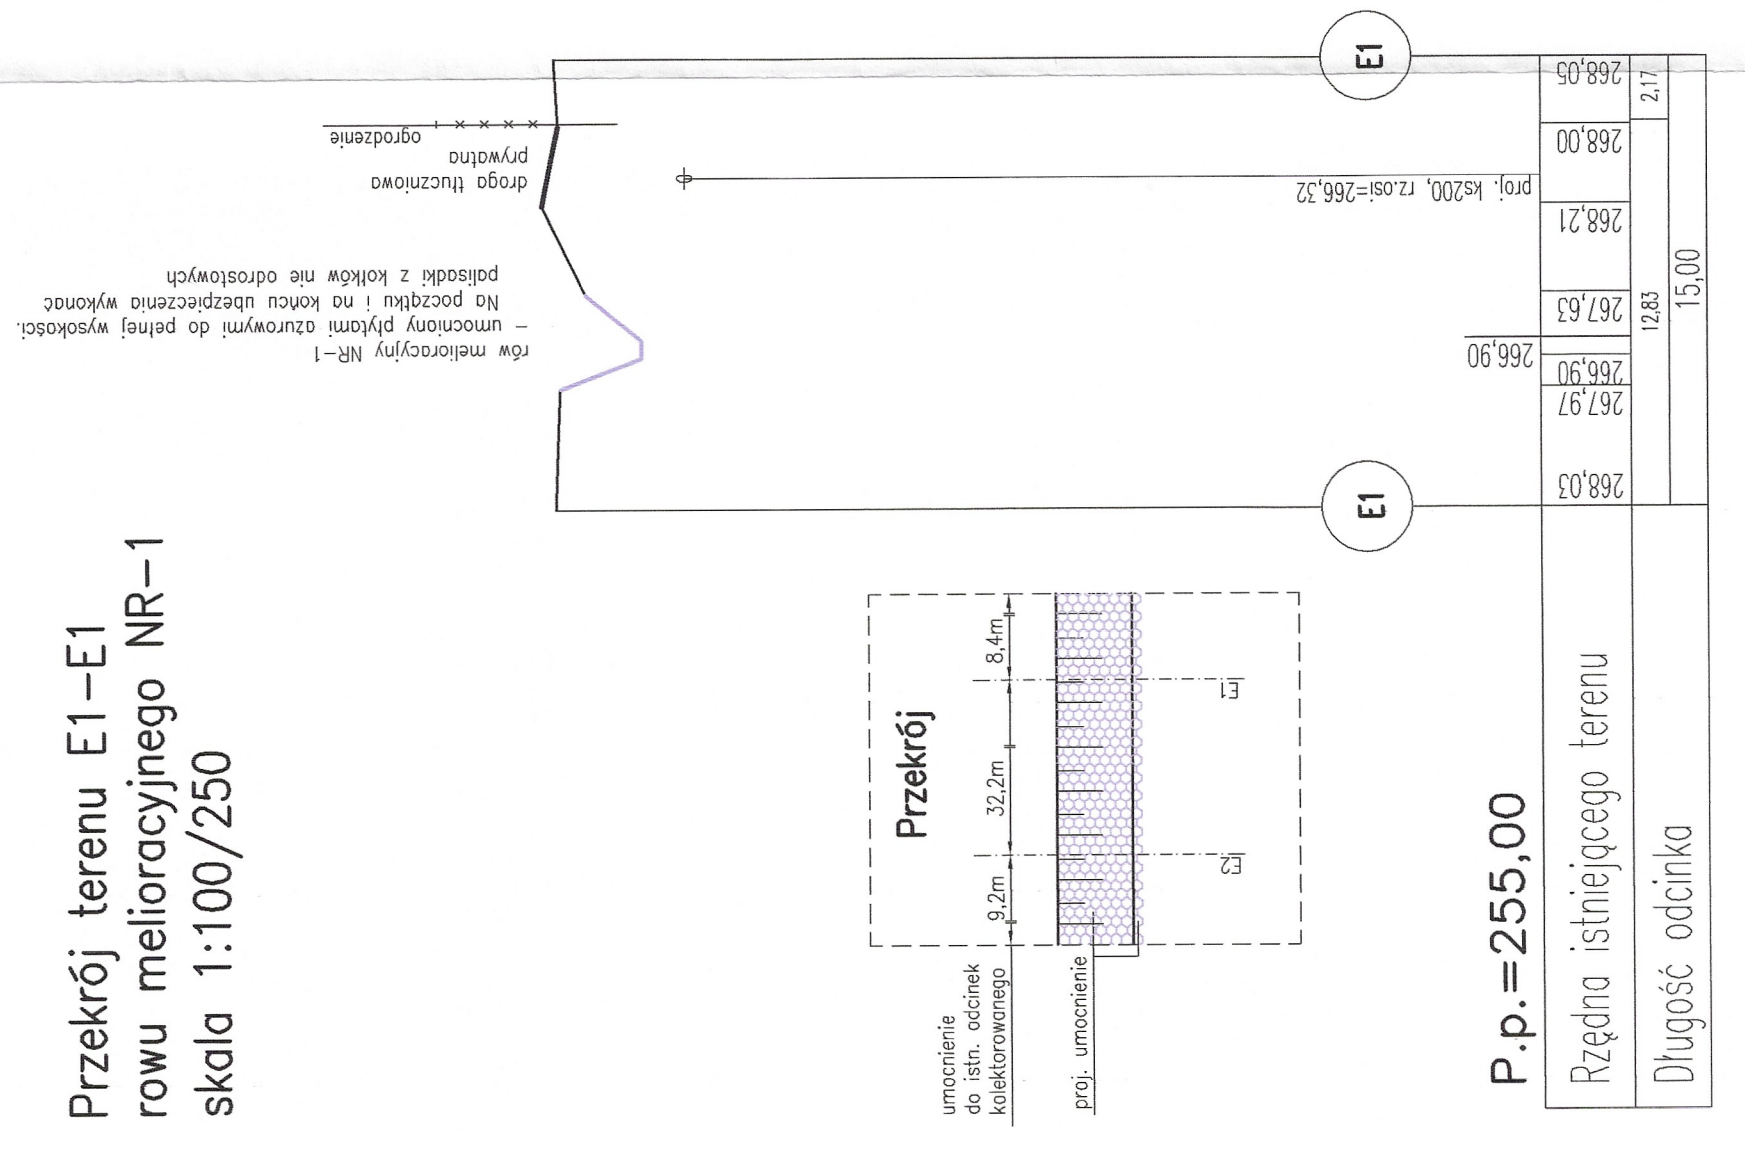 Przekrój terenu E1–E1
rowu melioracyjnego NR–1
skala 1:100/250
rów melioracyjny NR–1
– umocniony płytami ażurowymi do pełnej wysokości.
Na początku i na końcu ubezpieczenia wykonać
palisadki z kołków nie odrostowych
droga tłuczniowa
prywatna
ogrodzenie
proj. ks200, rz.osi=266,32
E1
E1
Przekrój
9,2m
32,2m
8,4m
E2
E1
umocnienie
do istn. odcinek
kolektorowanego
proj. umocnienie
P.p.=255,00
Rzędna istniejącego terenu
268,03
267,97
266,90
266,90
267,63
268,21
268,00
268,05
Długość odcinka
12,83
2,17
15,00